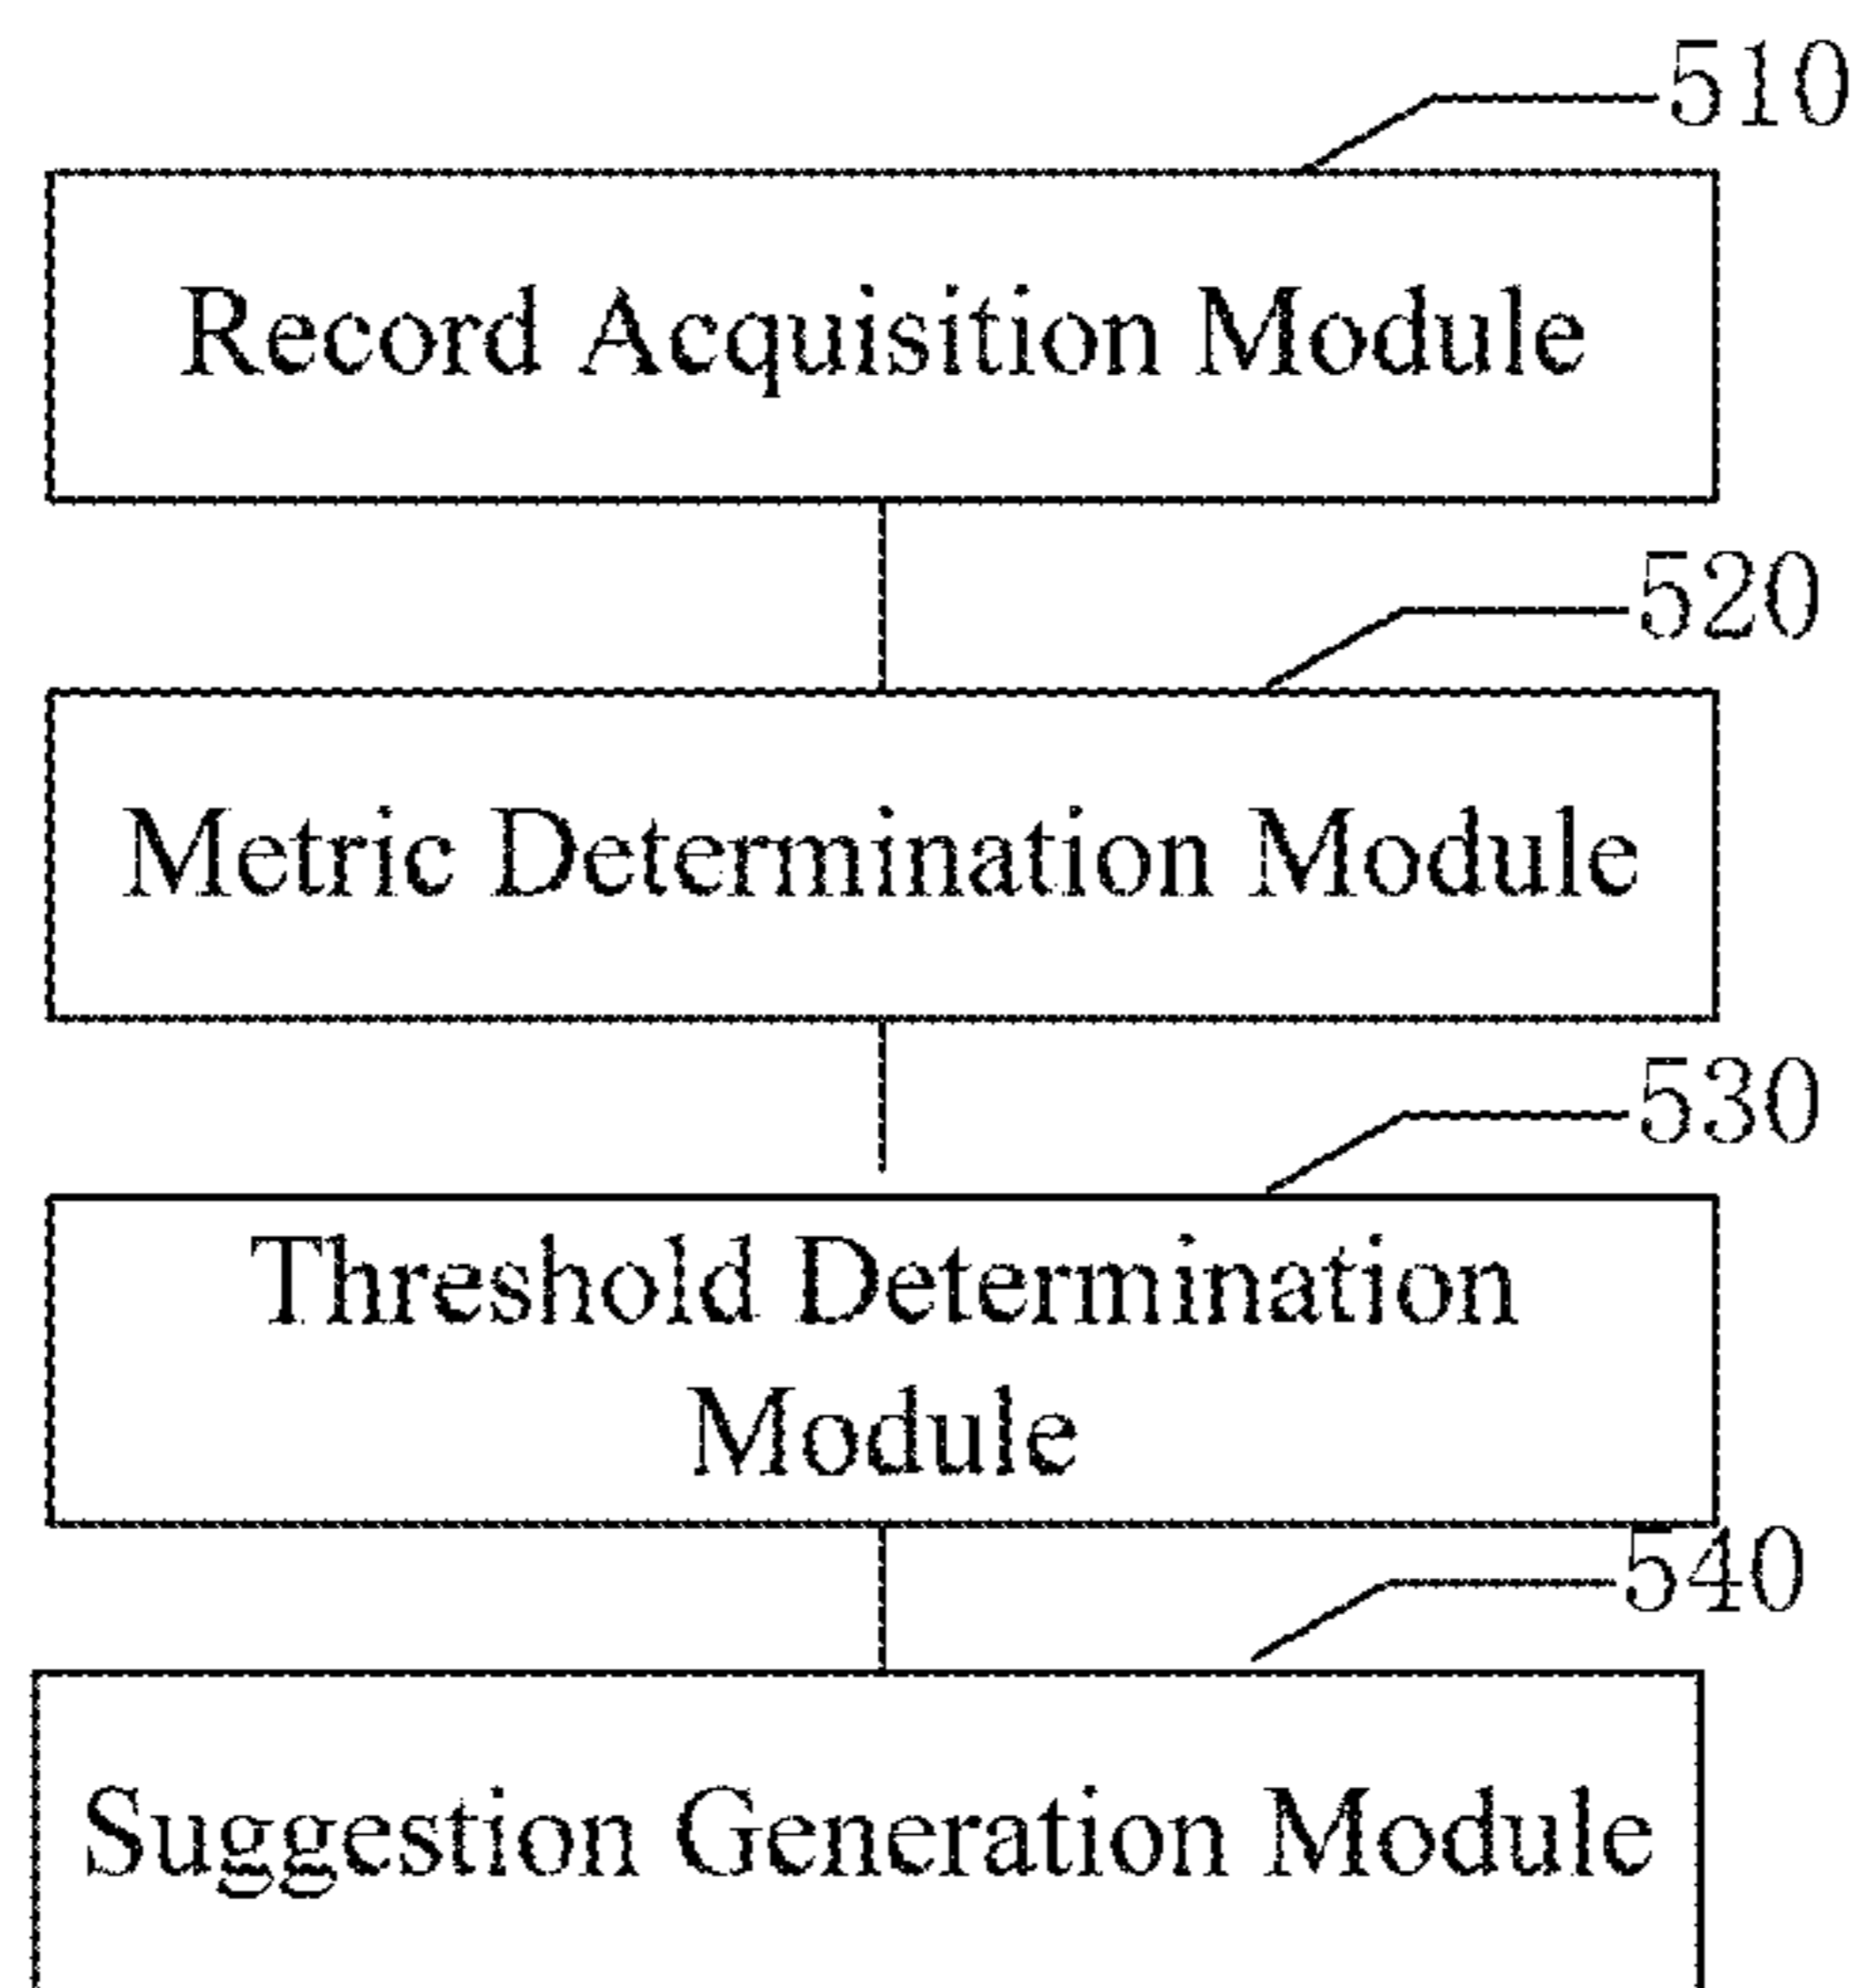 510
Record Acquisition Module
520
Metric Determination Module
530
Threshold Determination
Module
540
Suggestion Generation Module